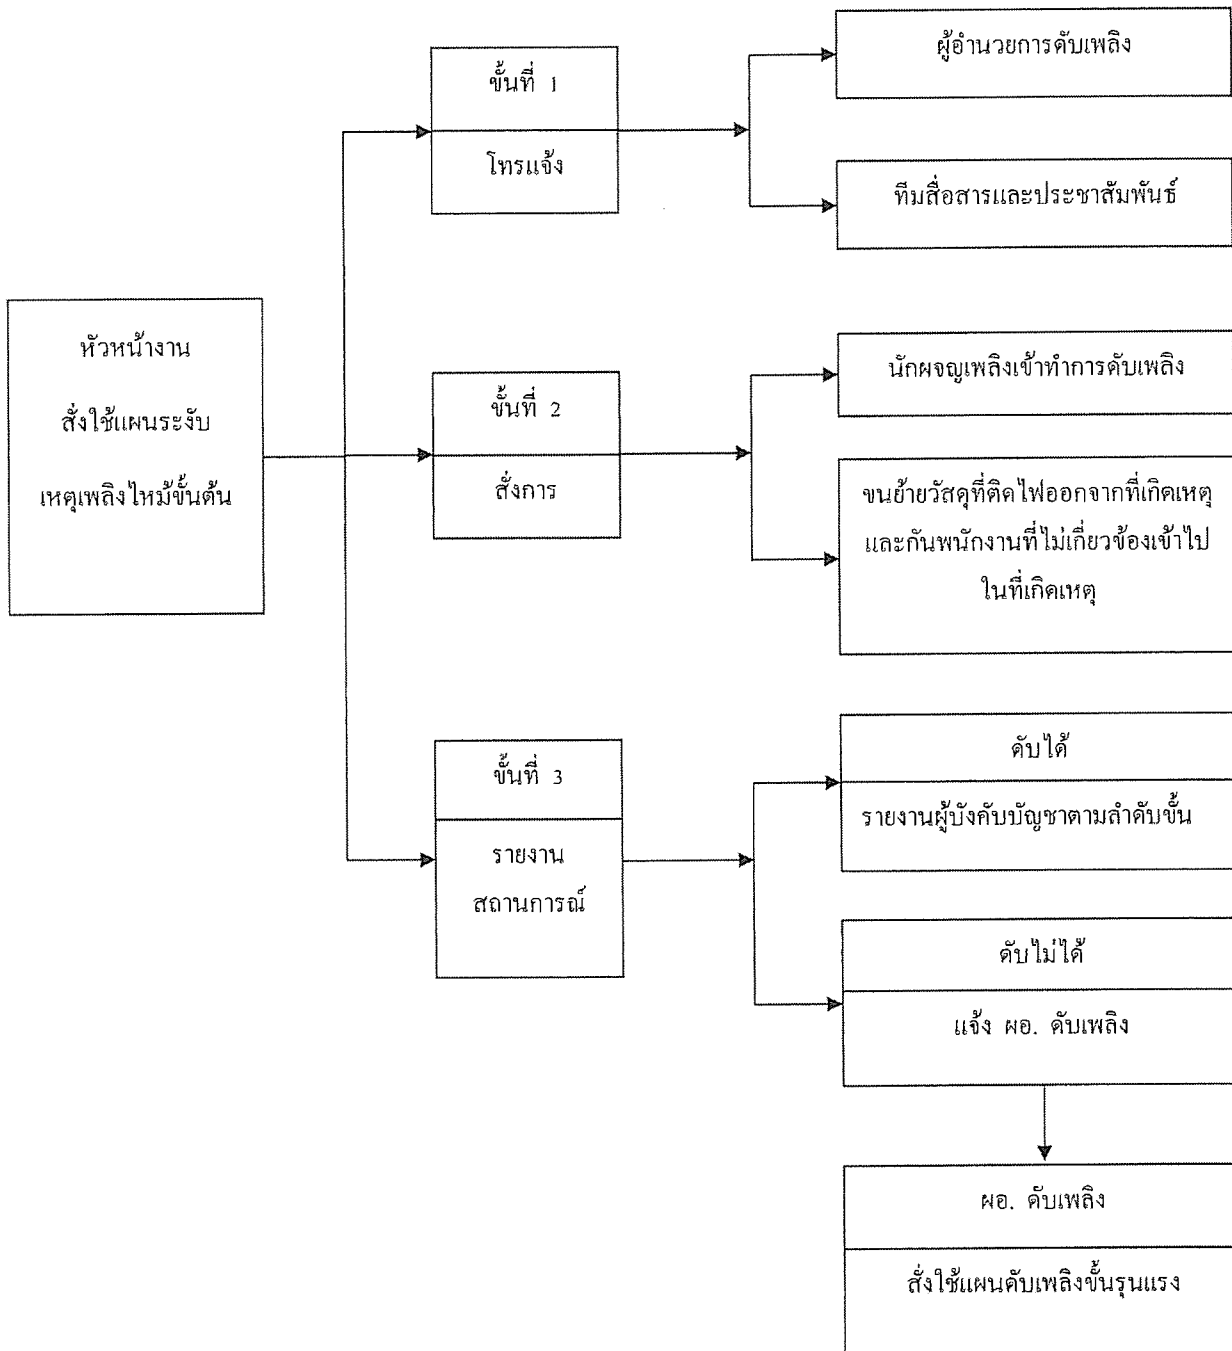 หัวหน้างาน
สั่งใช้แผนระงับ
เหตุเพลิงไหม้ขั้นต้น
ขั้นที่ 1
โทรแจ้ง
ผู้อำนวยการดับเพลิง
ทีมสื่อสารและประชาสัมพันธ์
ขั้นที่ 2
สั่งการ
นักผจญเพลิงเข้าทำการดับเพลิง
ขนย้ายวัสดุที่ติดไฟออกจากที่เกิดเหตุ
และกันพนักงานที่ไม่เกี่ยวข้องเข้าไป
ในที่เกิดเหตุ
ขั้นที่ 3
รายงาน
สถานการณ์
ดับได้
รายงานผู้บังคับบัญชาตามลำดับขั้น
ดับไม่ได้
แจ้ง ผอ. ดับเพลิง
ผอ. ดับเพลิง
สั่งใช้แผนดับเพลิงขั้นรุนแรง